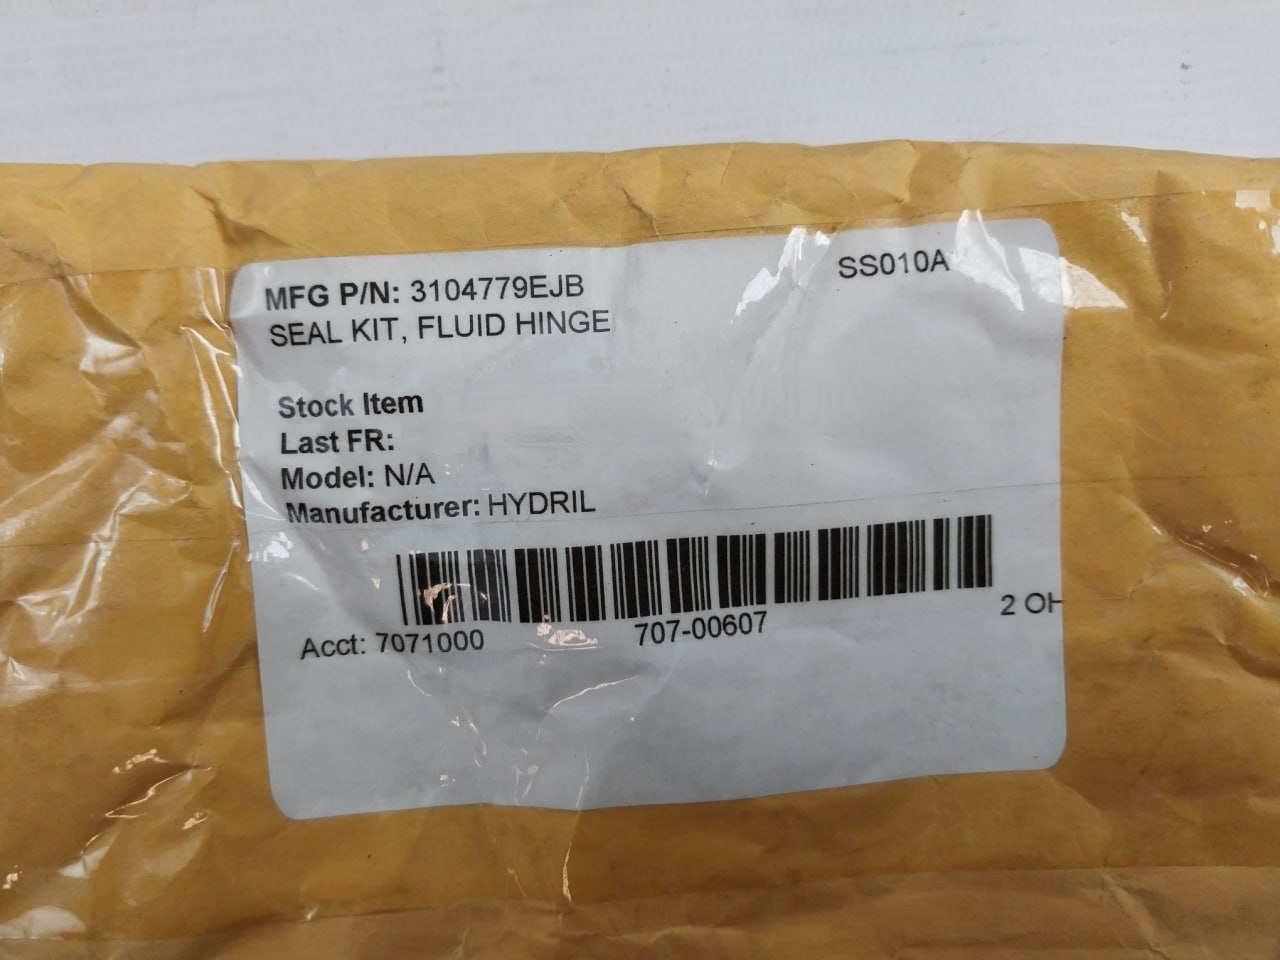 MFG P/N: 3104779EJB
SS010A
SEAL KIT, FLUID HINGE
Stock Item
Last FR:
Model: N/A
Manufacturer: HYDRIL
2 OH
Acct: 7071000
707-00607